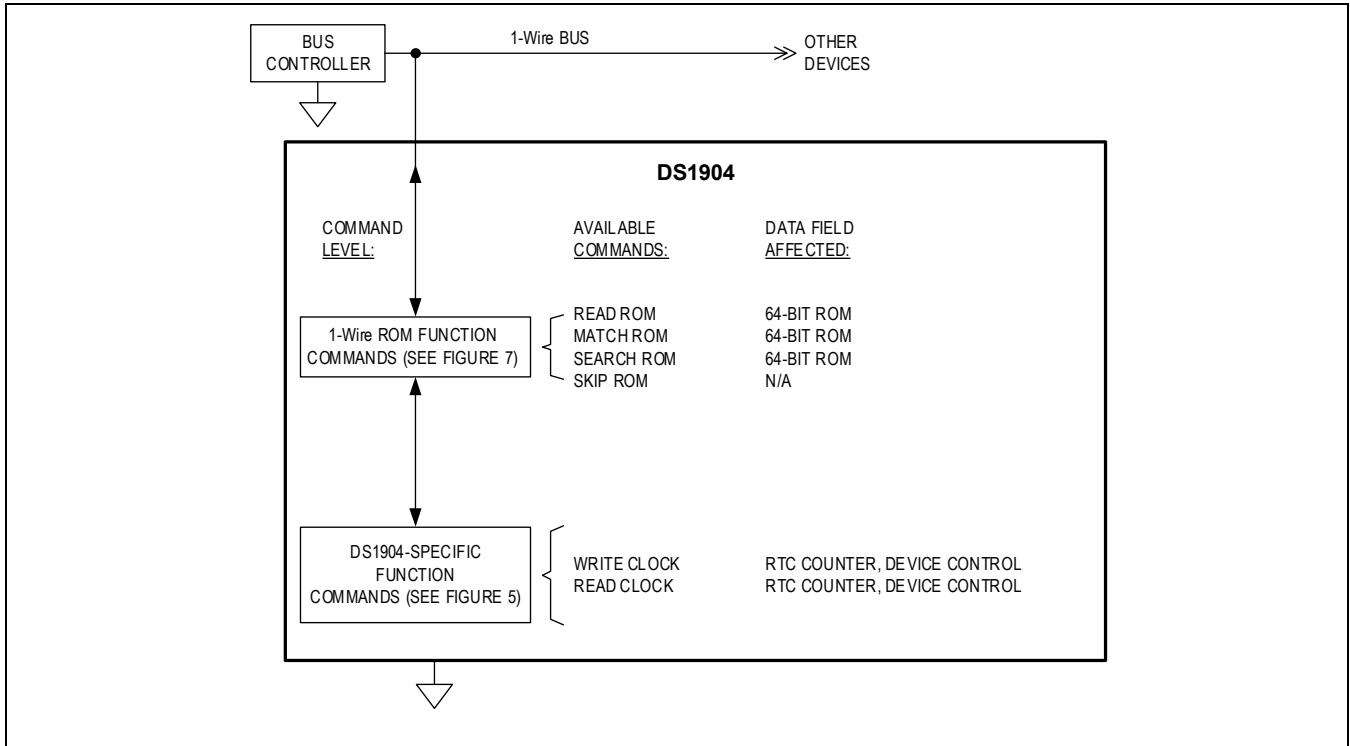 BUS
CONTROLLER
1-Wire BUS
OTHER
DEVICES
DS1904
COMMAND
LEVEL:
AVAILABLE
COMMANDS:
DATA FIELD
AFFECTED:
1-Wire ROM FUNCTION
COMMANDS (SEE FIGURE 7)
READ ROM 64-BIT ROM
MATCH ROM 64-BIT ROM
SEARCH ROM 64-BIT ROM
SKIP ROM N/A
DS1904-SPECIFIC
FUNCTION
COMMANDS (SEE FIGURE 5)
WRITE CLOCK RTC COUNTER, DEVICE CONTROL
READ CLOCK RTC COUNTER, DEVICE CONTROL